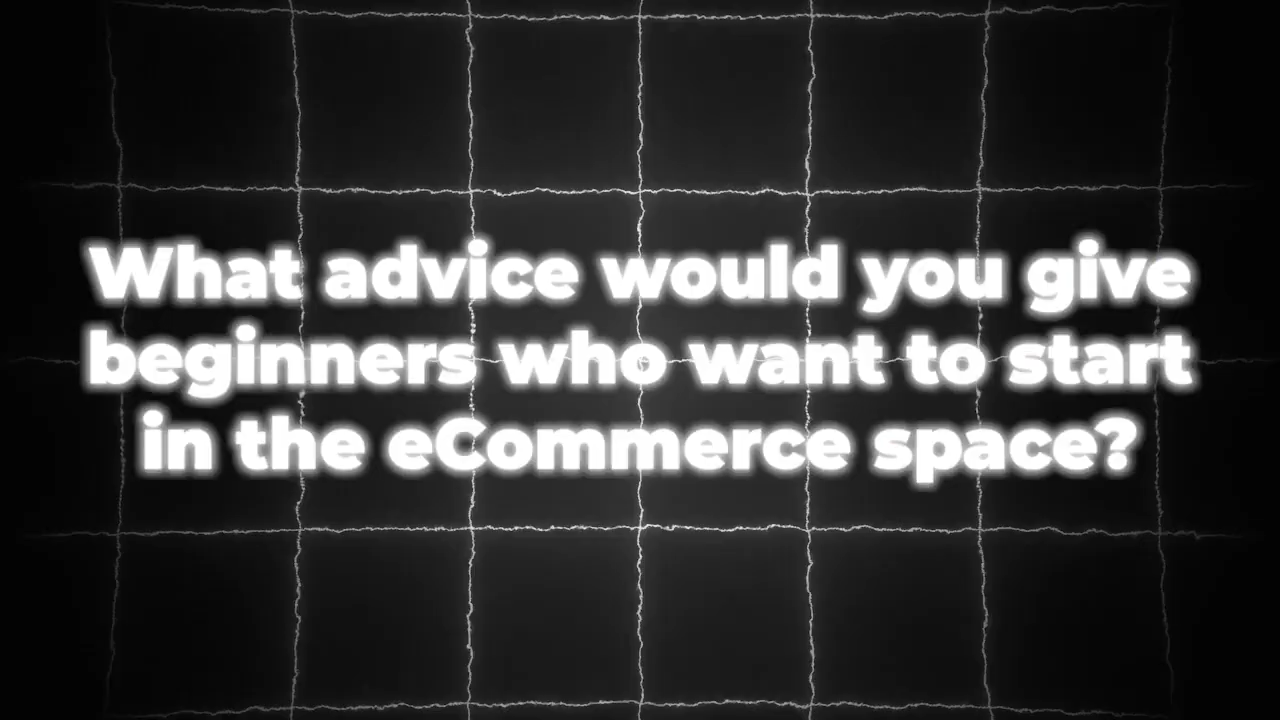 What advice would you give
beginners who want to start
in the eCommerce space?